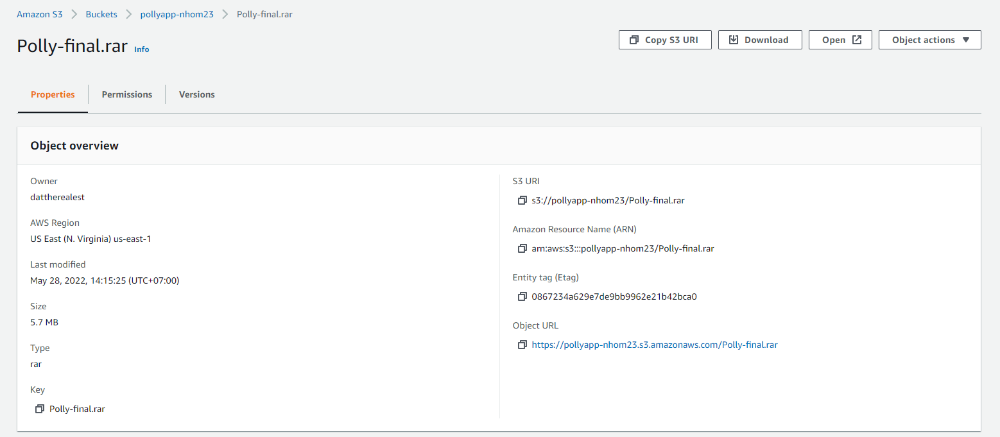 Amazon S3 > Buckets > pollyapp-nhom23 > Polly-final.rar
Polly-final.rar Info
Copy S3 URI Download Open Object actions
Properties Permissions Versions
Object overview
Owner
dattherealest
AWS Region
US East (N. Virginia) us-east-1
Last modified
May 28, 2022, 14:15:25 (UTC+07:00)
Size
5.7 MB
Type
rar
Key
Polly-final.rar
S3 URI
s3://pollyapp-nhom23/Polly-final.rar
Amazon Resource Name (ARN)
arn:aws:s3:::pollyapp-nhom23/Polly-final.rar
Entity tag (Etag)
0867234a629e7de9bb9962e21b42bca0
Object URL
https://pollyapp-nhom23.s3.amazonaws.com/Polly-final.rar